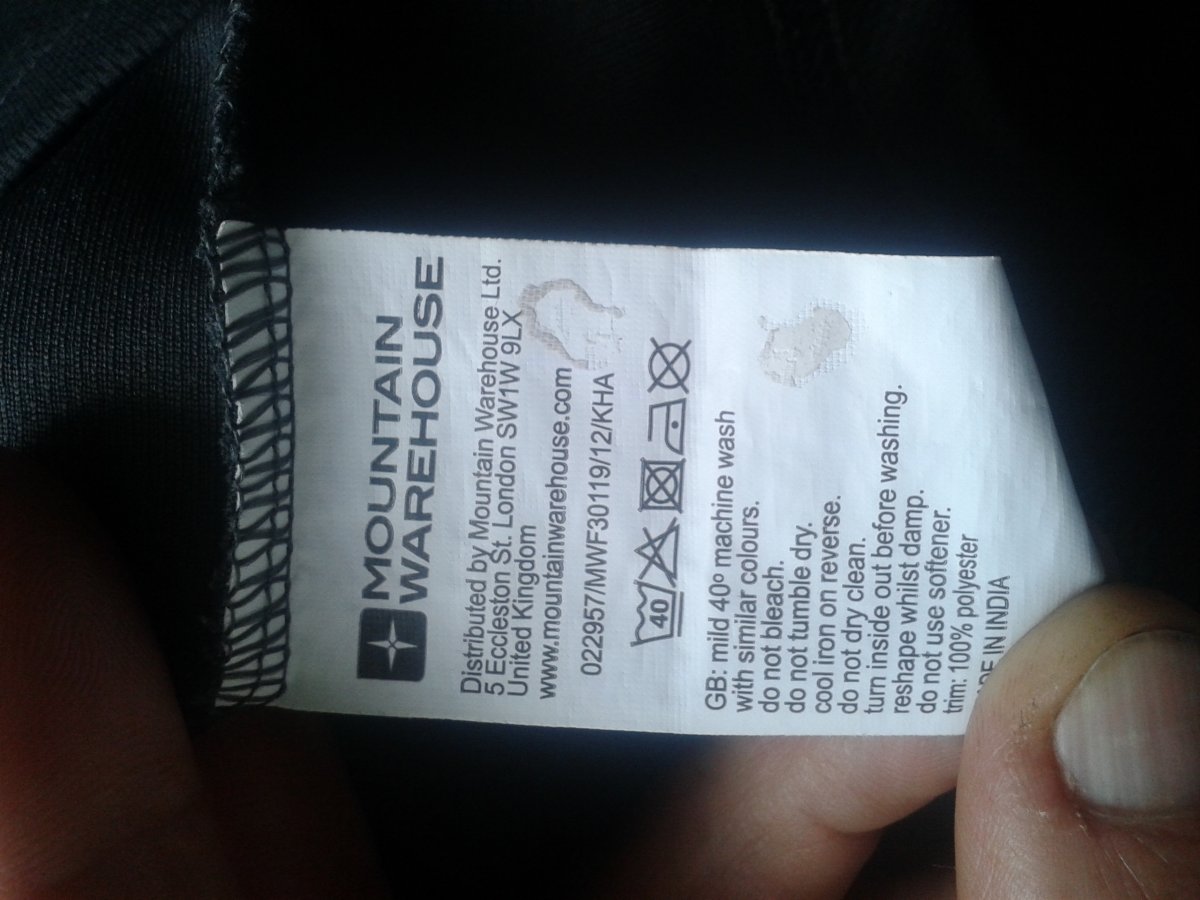 MOUNTAIN
WAREHOUSE
Distributed by Mountain Warehouse Ltd.
5 Eccleston St. London SW1W 9LX
United Kingdom
www.mountainwarehouse.com
022957/MWF30119/12/KHA
40
GB: mild 40º machine wash
with similar colours.
do not bleach.
do not tumble dry.
cool iron on reverse.
do not dry clean.
turn inside out before washing.
reshape whilst damp.
do not use softener.
trim: 100% polyester
IN INDIA